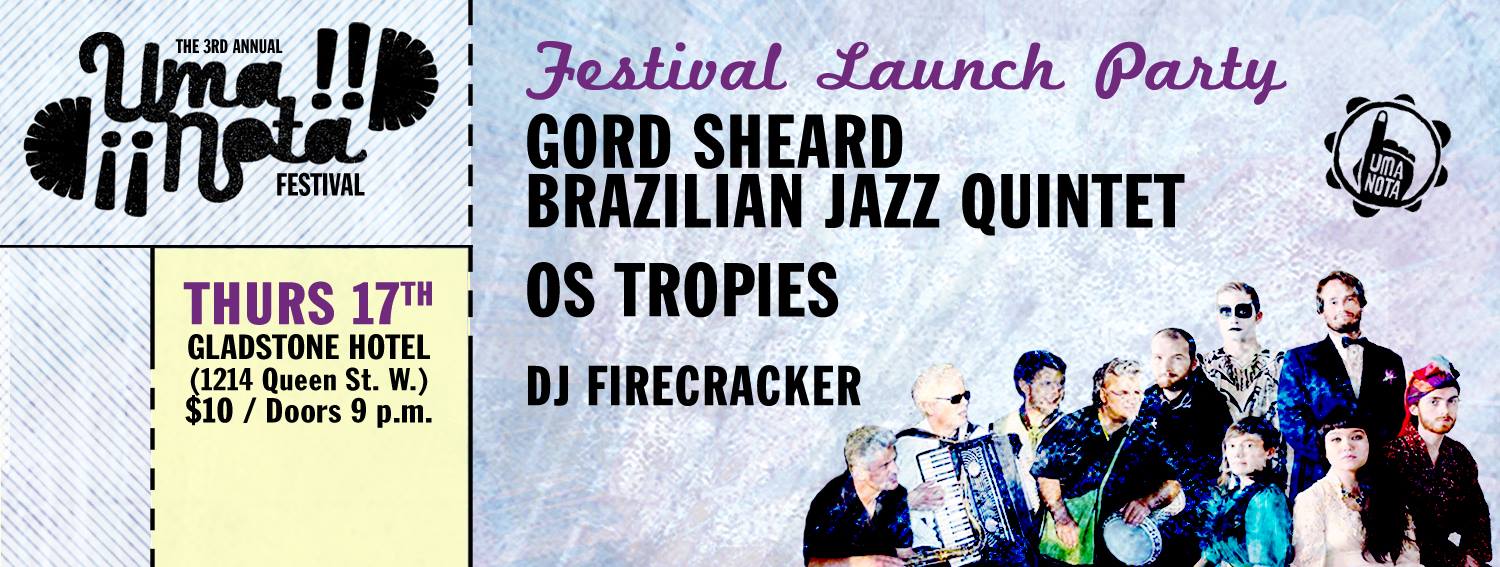 THE 3RD ANNUAL
Uma !!
¡¡ Nota
FESTIVAL
THURS 17TH
GLADSTONE HOTEL
(1214 Queen St. W.)
$10 / Doors 9 p.m.
Festival Launch Party
GORD SHEARD
BRAZILIAN JAZZ QUINTET
OS TROPIES
DJ FIRECRACKER
UMA
NOTA